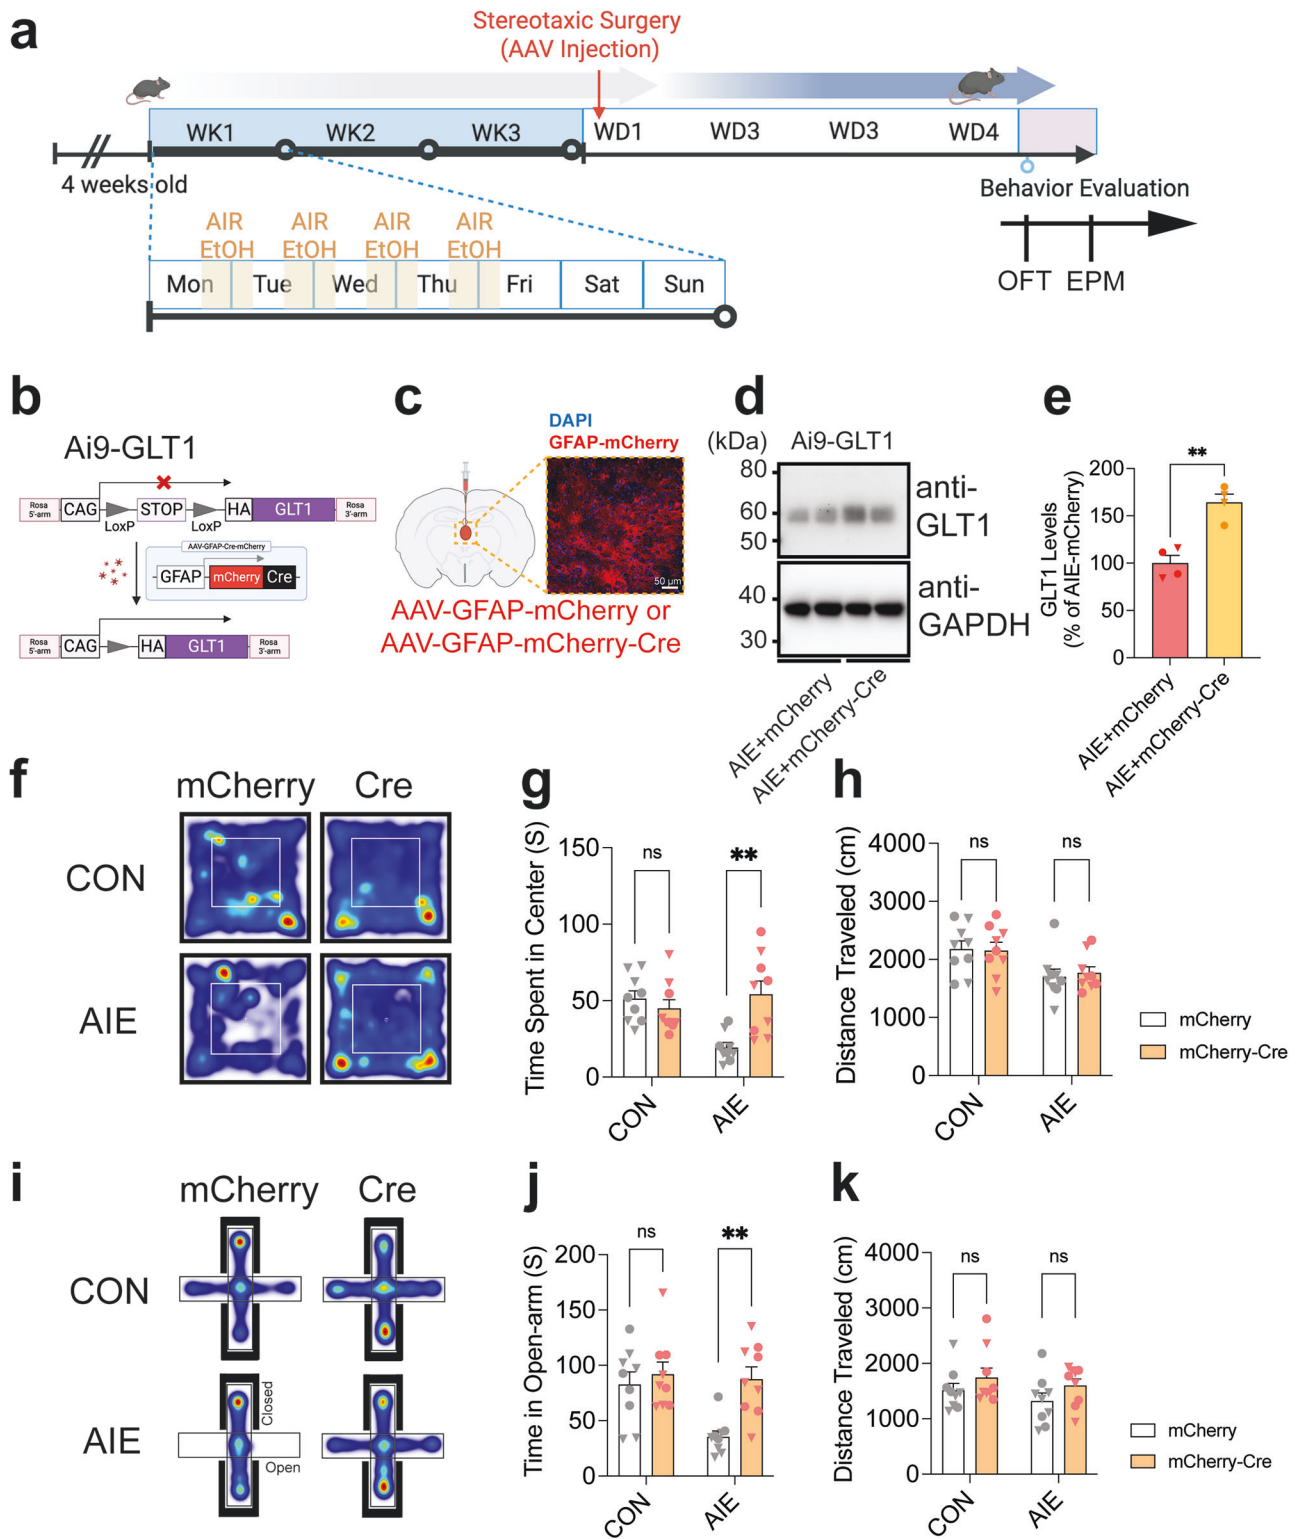 a
Stereotaxic Surgery
(AAV Injection)
WK1 WK2 WK3 WD1 WD3 WD3 WD4
4 weeks old
Behavior Evaluation
OFT EPM
AIR AIR AIR AIR
EtOH EtOH EtOH EtOH
Mon Tue Wed Thu Fri Sat Sun
b
Ai9-GLT1
Rosa 5'-arm CAG LoxP STOP LoxP HA GLT1 Rosa 3'-arm
AAV-GFAP-Cre-mCherry
GFAP mCherry Cre
Rosa 5'-arm CAG HA GLT1 Rosa 3'-arm
c
DAPI
GFAP-mCherry
50 µm
AAV-GFAP-mCherry or
AAV-GFAP-mCherry-Cre
d
(kDa) Ai9-GLT1
80
60
50
anti-
GLT1
40
30
anti-
GAPDH
AIE+mCherry
AIE+mCherry-Cre
e
GLT1 Levels
(% of AIE-mCherry)
200
150
100
50
0
**
AIE+mCherry
AIE+mCherry-Cre
f
mCherry Cre
CON
AIE
g
Time Spent in Center (S)
150
100
50
0
ns **
CON AIE
h
Distance Traveled (cm)
4000
3000
2000
1000
0
ns ns
CON AIE
mCherry
mCherry-Cre
i
mCherry Cre
CON
AIE
Closed
Open
j
Time in Open-arm (S)
200
150
100
50
0
ns **
CON AIE
k
Distance Traveled (cm)
4000
3000
2000
1000
0
ns ns
CON AIE
mCherry
mCherry-Cre